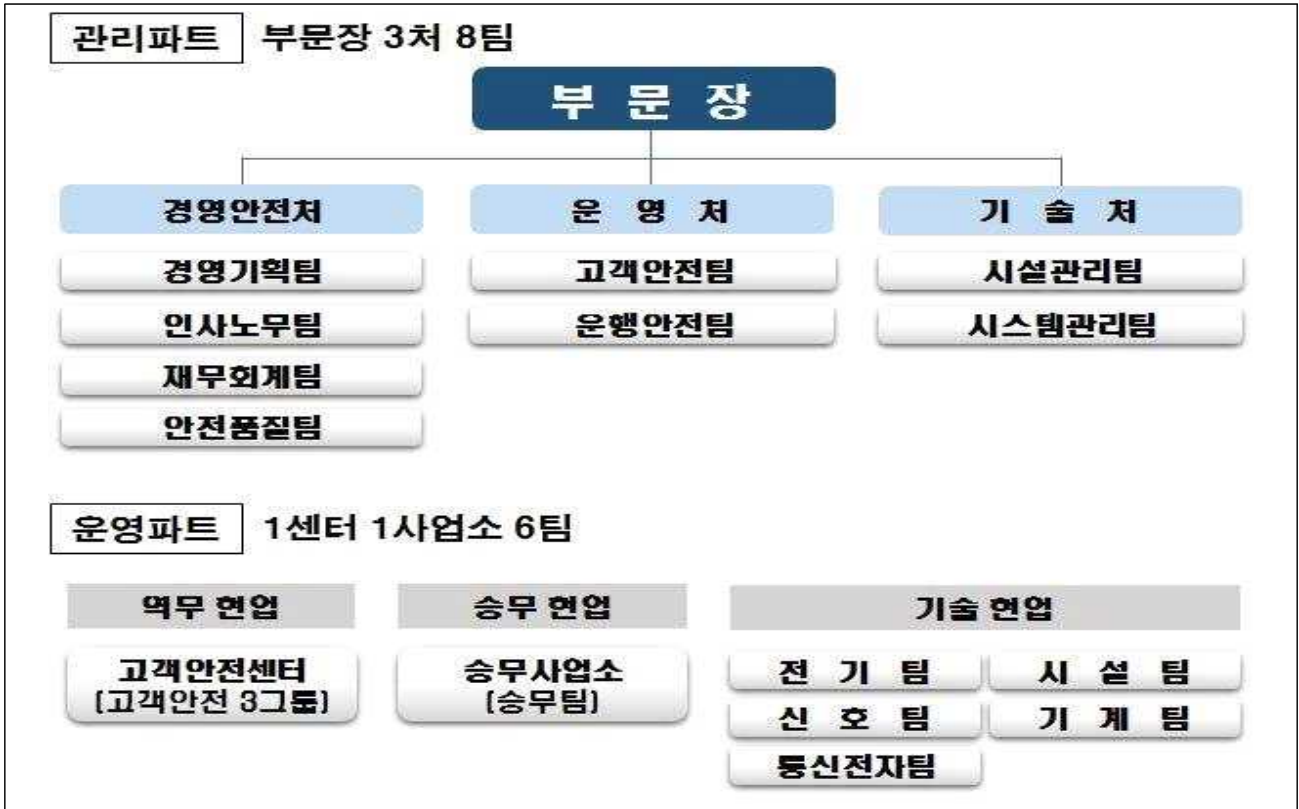 관리파트 부문장 3처 8팀
부 문 장
경영안전처 운 영 처 기 술 처
경영기획팀 고객안전팀 시설관리팀
인사노무팀 운행안전팀 시스템관리팀
재무회계팀
안전품질팀
운영파트 1센터 1사업소 6팀
역무 현업 승무 현업 기술 현업
고객안전센터 승무사업소 전 기 팀 시 설 팀
(고객안전 3그룹) (승무팀) 신 호 팀 기 계 팀
통신전자팀